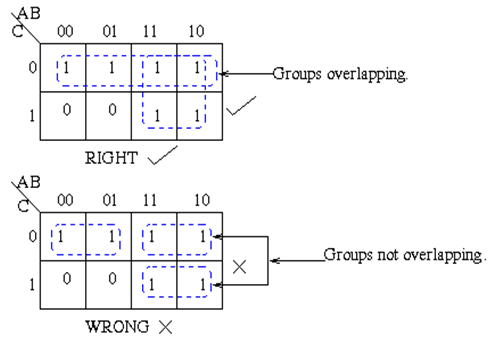 AB
C 00 01 11 10
0 1 1 1 1 Groups overlapping.
1 0 0 1 1
RIGHT
AB
C 00 01 11 10
0 1 1 1 1
Groups not overlapping.
1 0 0 1 1
WRONG